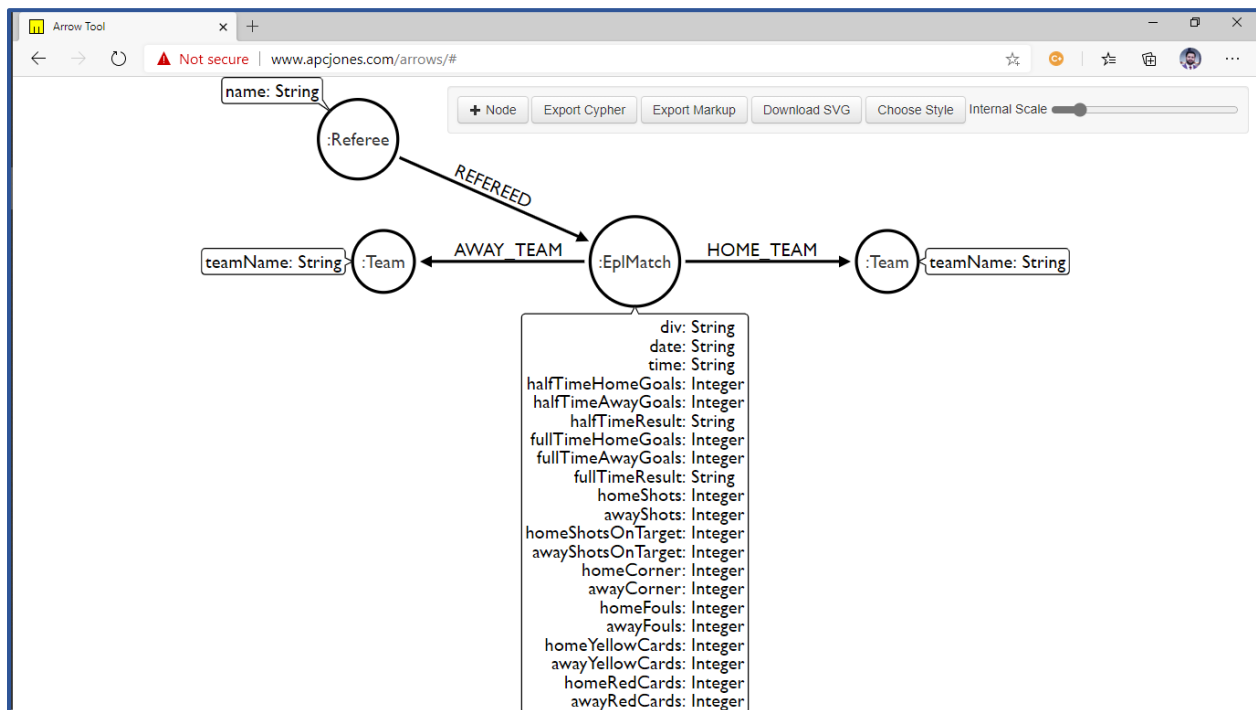 Arrow Tool
Not secure www.apcjones.com/arrows/#
+ Node Export Cypher Export Markup Download SVG Choose Style Internal Scale
name: String
:Referee
REFEREED
AWAY_TEAM
HOME_TEAM
teamName: String
:Team
:EplMatch
:Team
teamName: String
div: String
date: String
time: String
halfTimeHomeGoals: Integer
halfTimeAwayGoals: Integer
halfTimeResult: String
fullTimeHomeGoals: Integer
fullTimeAwayGoals: Integer
fullTimeResult: String
homeShots: Integer
awayShots: Integer
homeShotsOnTarget: Integer
awayShotsOnTarget: Integer
homeCorner: Integer
awayCorner: Integer
homeFouls: Integer
awayFouls: Integer
homeYellowCards: Integer
awayYellowCards: Integer
homeRedCards: Integer
awayRedCards: Integer